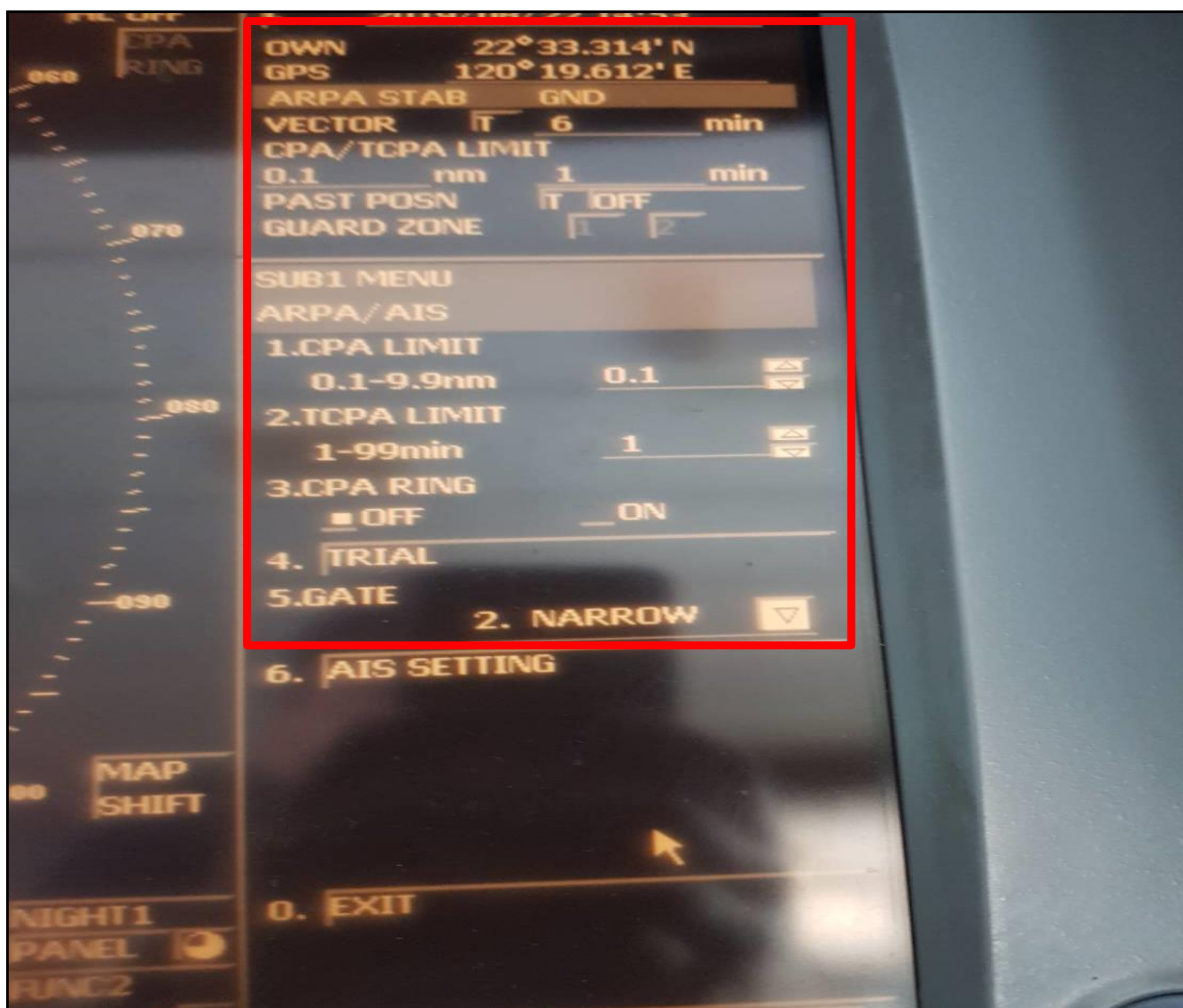 CPA
RING
060
070
080
090
00
MAP
SHIFT
NIGHT1
PANEL
FUNC2
OWN 22°33.314' N
GPS 120°19.612' E
ARPA STAB GND
VECTOR T 6 min
CPA/TCPA LIMIT
0.1 nm 1 min
PAST POSN T OFF
GUARD ZONE 1 2
SUB1 MENU
ARPA/AIS
1.CPA LIMIT
0.1-9.9nm 0.1
2.TCPA LIMIT
1-99min 1
3.CPA RING
OFF ON
4. TRIAL
5.GATE
2. NARROW
6. AIS SETTING
0. EXIT